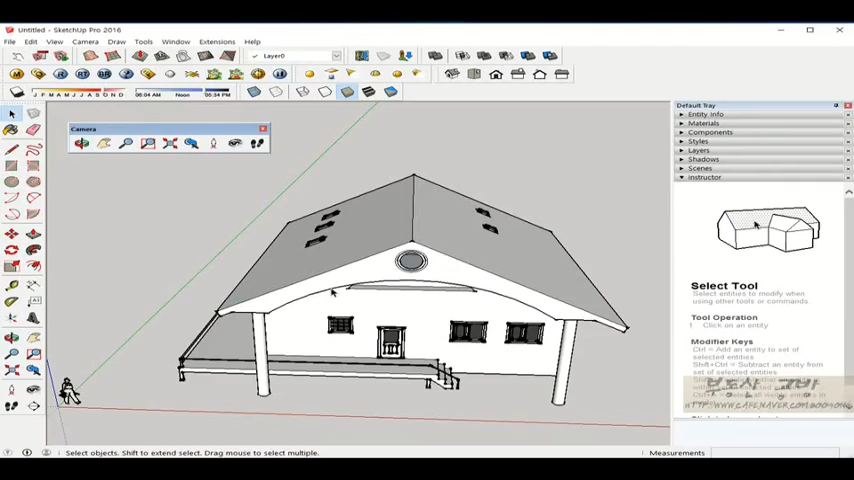 Untitled - SketchUp Pro 2016
File Edit View Camera Draw Tools Window Extensions Help
Layer0
J F M A M J J A S O N D 06:04 AM Noon 05:34 PM
Default Tray
Entity Info
Materials
Components
Styles
Layers
Shadows
Scenes
Instructor
Camera
Select Tool
Select entities to modify when
using other tools or commands.
Tool Operation
1. Click on an entity
Modifier Keys
Ctrl = Add an entity to set of
selected entities
Shift+Ctrl = Subtract an entity from
set of selected entities
Select objects. Shift to extend select. Drag mouse to select multiple.
Measurements